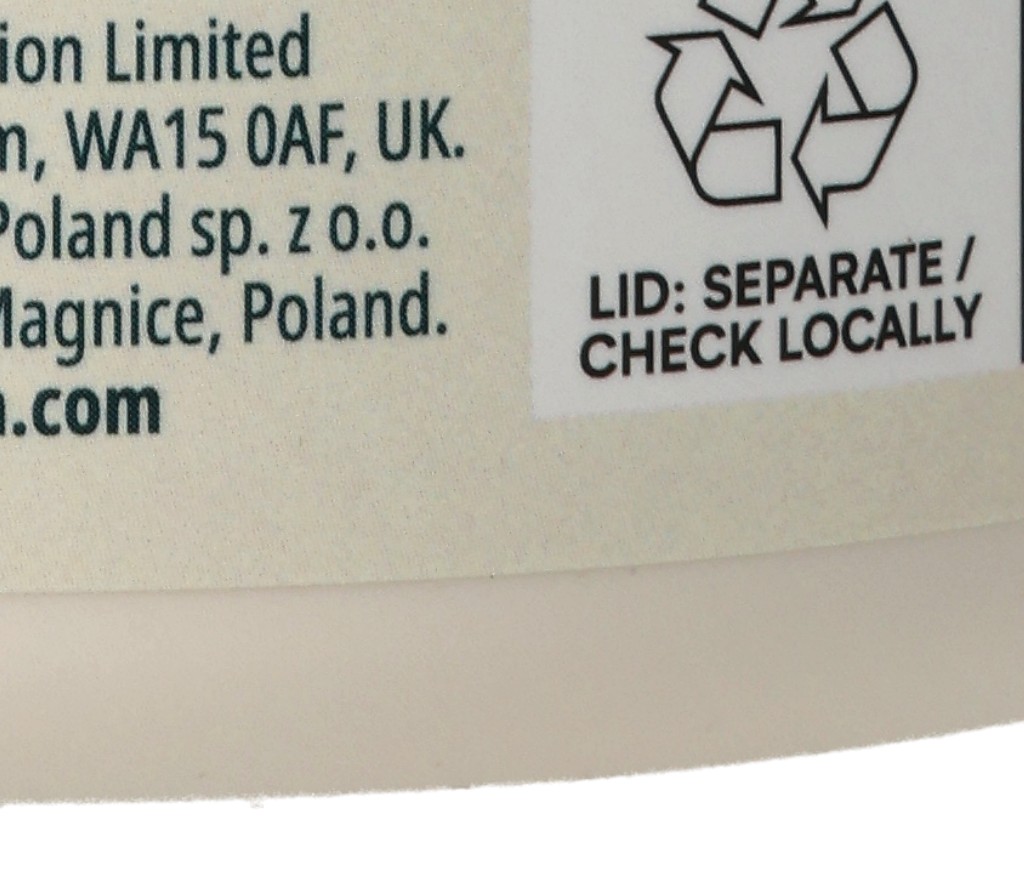 ion Limited
m, WA15 0AF, UK.
Poland sp. z o.o.
Magnice, Poland.
.com
LID: SEPARATE /
CHECK LOCALLY